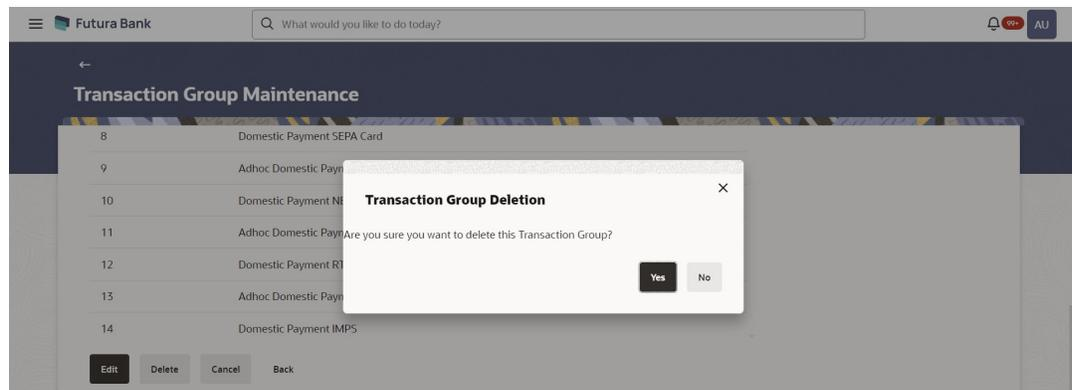 Futura Bank
What would you like to do today?
99+
AU
Transaction Group Maintenance
8 Domestic Payment SEPA Card
9 Adhoc Domestic Paym
10 Domestic Payment NE
11 Adhoc Domestic Paym
12 Domestic Payment RT
13 Adhoc Domestic Paym
14 Domestic Payment IMPS
Transaction Group Deletion
Are you sure you want to delete this Transaction Group?
Yes No
Edit Delete Cancel Back